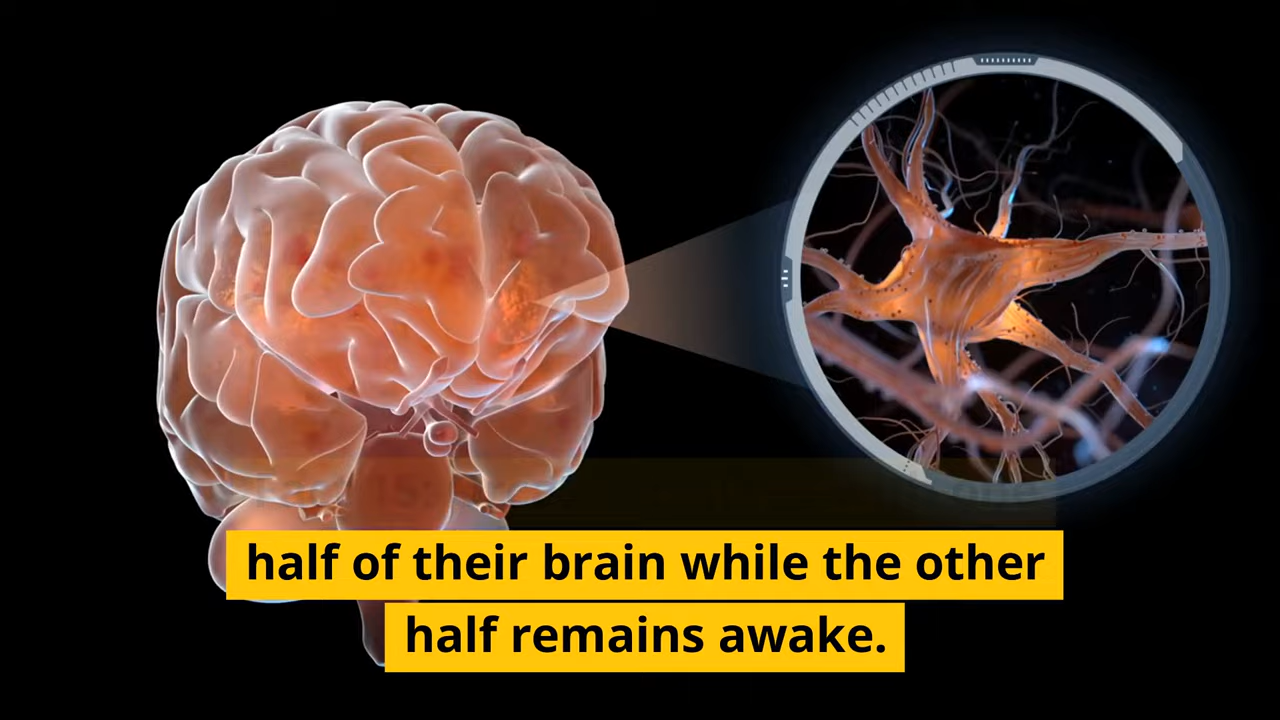 half of their brain while the other
half remains awake.